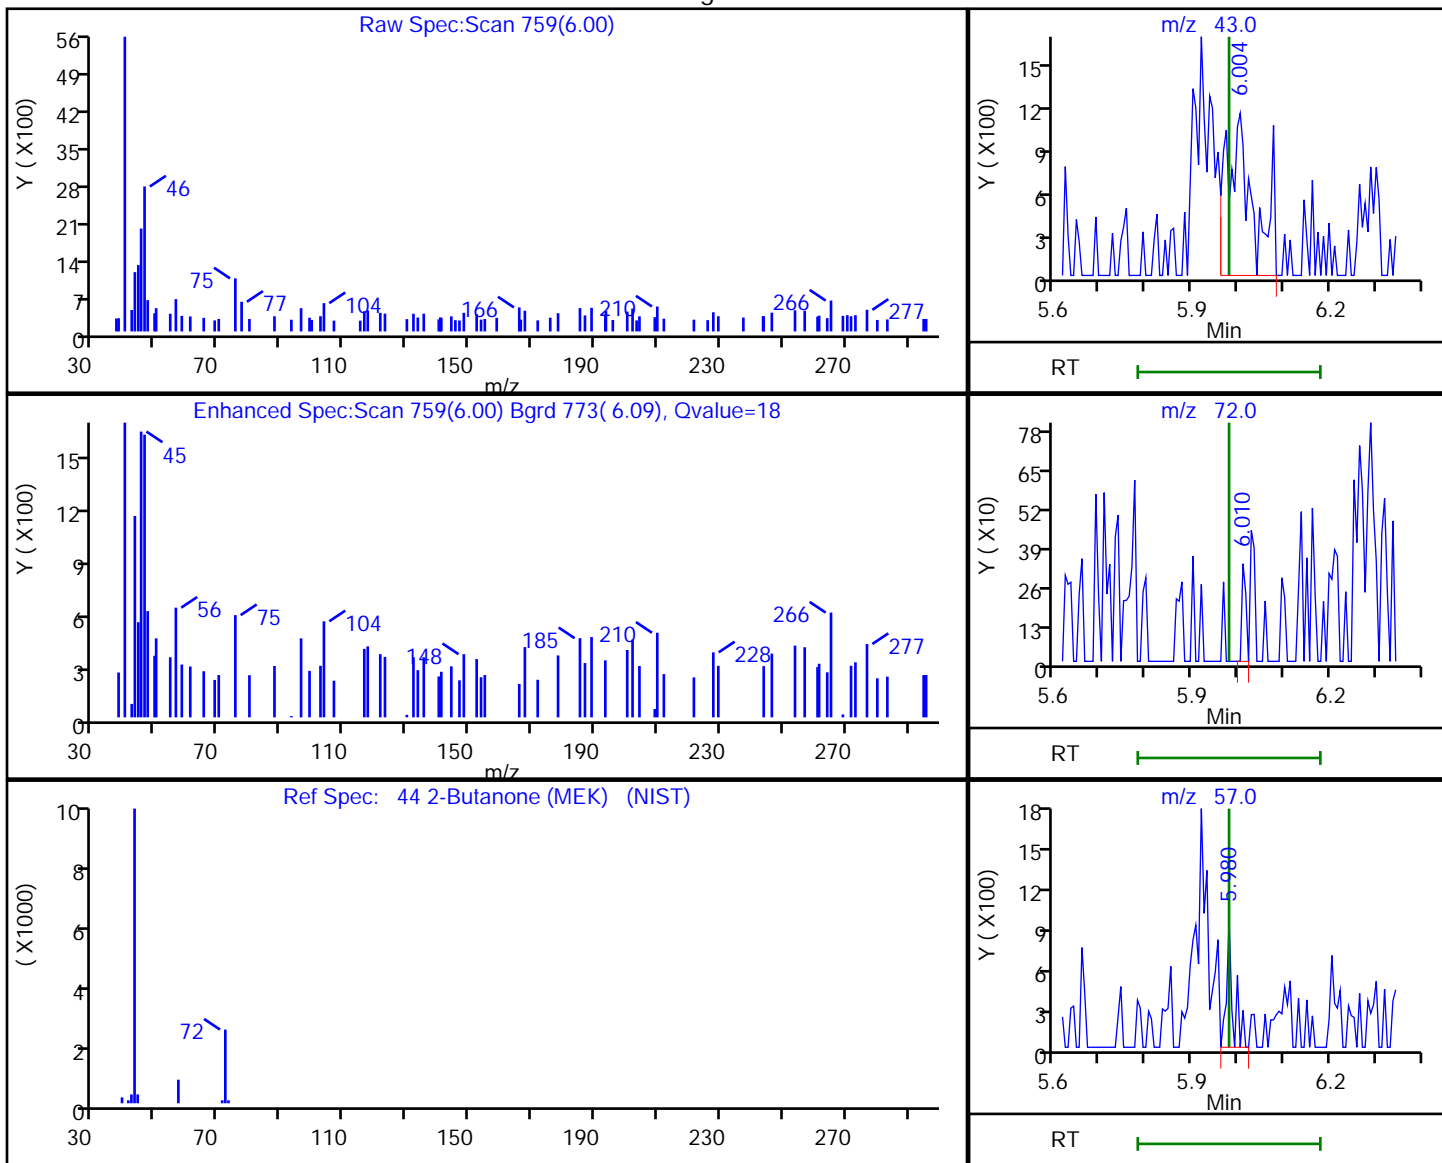 Raw Spec:Scan 759(6.00)
Y ( X100)
56
49
42
35
28
21
14
7
0
46
75
77
104
166
210
266
277
30 70 110 150 190 230 270
m/z
m/z 43.0
Y ( X100)
15
12
9
6
3
0
6.004
5.6 5.9 6.2
Min
RT
Enhanced Spec:Scan 759(6.00) Bgrd 773( 6.09), Qvalue=18
Y ( X100)
15
12
9
6
3
0
45
56
75
104
148
185
210
228
266
277
30 70 110 150 190 230 270
m/z
m/z 72.0
Y ( X10)
78
65
52
39
26
13
0
6.010
5.6 5.9 6.2
Min
RT
Ref Spec: 44 2-Butanone (MEK) (NIST)
( X1000)
10
8
6
4
2
0
72
30 70 110 150 190 230 270
m/z 57.0
Y ( X100)
18
15
12
9
6
3
0
5.980
5.6 5.9 6.2
Min
RT